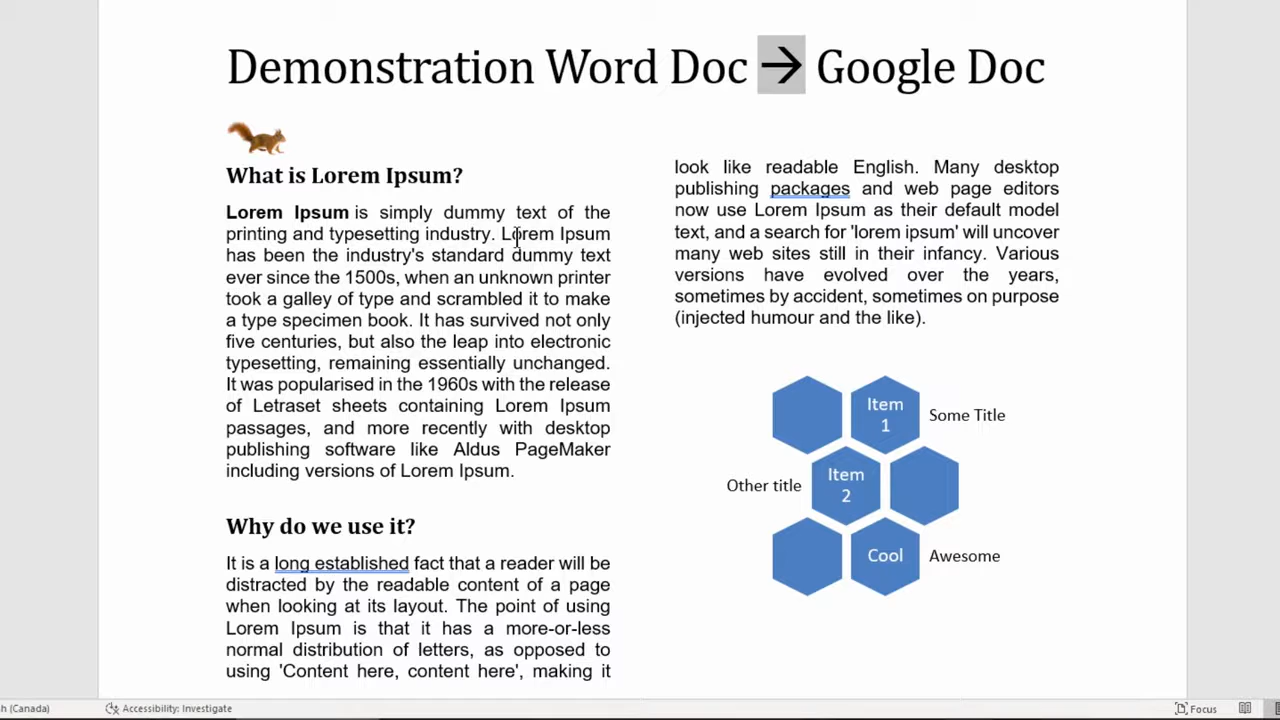 Demonstration Word Doc → Google Doc
What is Lorem Ipsum?
Lorem Ipsum is simply dummy text of the
printing and typesetting industry. Lorem Ipsum
has been the industry's standard dummy text
ever since the 1500s, when an unknown printer
took a galley of type and scrambled it to make
a type specimen book. It has survived not only
five centuries, but also the leap into electronic
typesetting, remaining essentially unchanged.
It was popularised in the 1960s with the release
of Letraset sheets containing Lorem Ipsum
passages, and more recently with desktop
publishing software like Aldus PageMaker
including versions of Lorem Ipsum.
Why do we use it?
It is a long established fact that a reader will be
distracted by the readable content of a page
when looking at its layout. The point of using
Lorem Ipsum is that it has a more-or-less
normal distribution of letters, as opposed to
using 'Content here, content here', making it
look like readable English. Many desktop
publishing packages and web page editors
now use Lorem Ipsum as their default model
text, and a search for 'lorem ipsum' will uncover
many web sites still in their infancy. Various
versions have evolved over the years,
sometimes by accident, sometimes on purpose
(injected humour and the like).
Item
1
Some Title
Other title
Item
2
Cool
Awesome
h (Canada)
Accessibility: Investigate
Focus